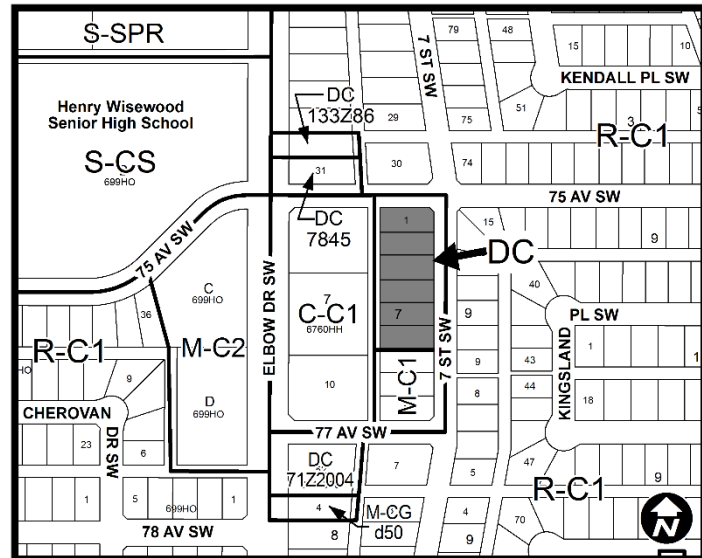 S-SPR
79
48
15
10
7 ST SW
KENDALL PL SW
Henry Wisewood
Senior High School
DC
133Z86
51
29
75
3
R-C1
S-CS
699HO
31
30
74
75 AV SW
DC
7845
1
15
9
DC
75 AV SW
C
699HO
ELBOW DR SW
7
C-C1
6760HH
40
36
7
9
PL SW
R-C1
M-C2
7 ST SW
1
9
43
KINGSLAND
10
M-C1
9
D
699HO
8
44
18
CHEROVAN
DR SW
23
6
77 AV SW
DC
71Z2004
7
47
5
R-C1
9
1
5
699HO
1
4
M-CG
d50
4
70
78 AV SW
8
9
N